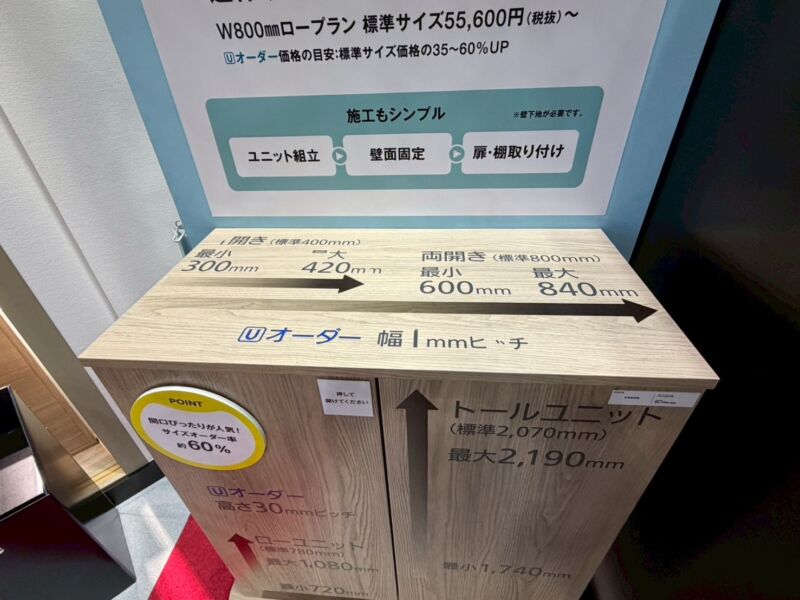 W800mmロープラン 標準サイズ55,600円(税抜)~
Uオーダー価格の目安:標準サイズ価格の35~60%UP
施工もシンプル
※壁下地が必要です。
ユニット組立
壁面固定
扉・棚取り付け
開き(標準400mm)
最小
300mm
最大
420mm
両開き(標準800mm)
最小
600mm
最大
840mm
Uオーダー 幅1mmピッチ
POINT
間口ぴったりが人気!
サイズオーダー率
約60%
押して
開けてください
トールユニット
(標準2,070mm)
最大2,190mm
最小1,740mm
Uオーダー
高さ30mmピッチ
ローユニット
(標準780mm)
最大1,080mm
最小720mm